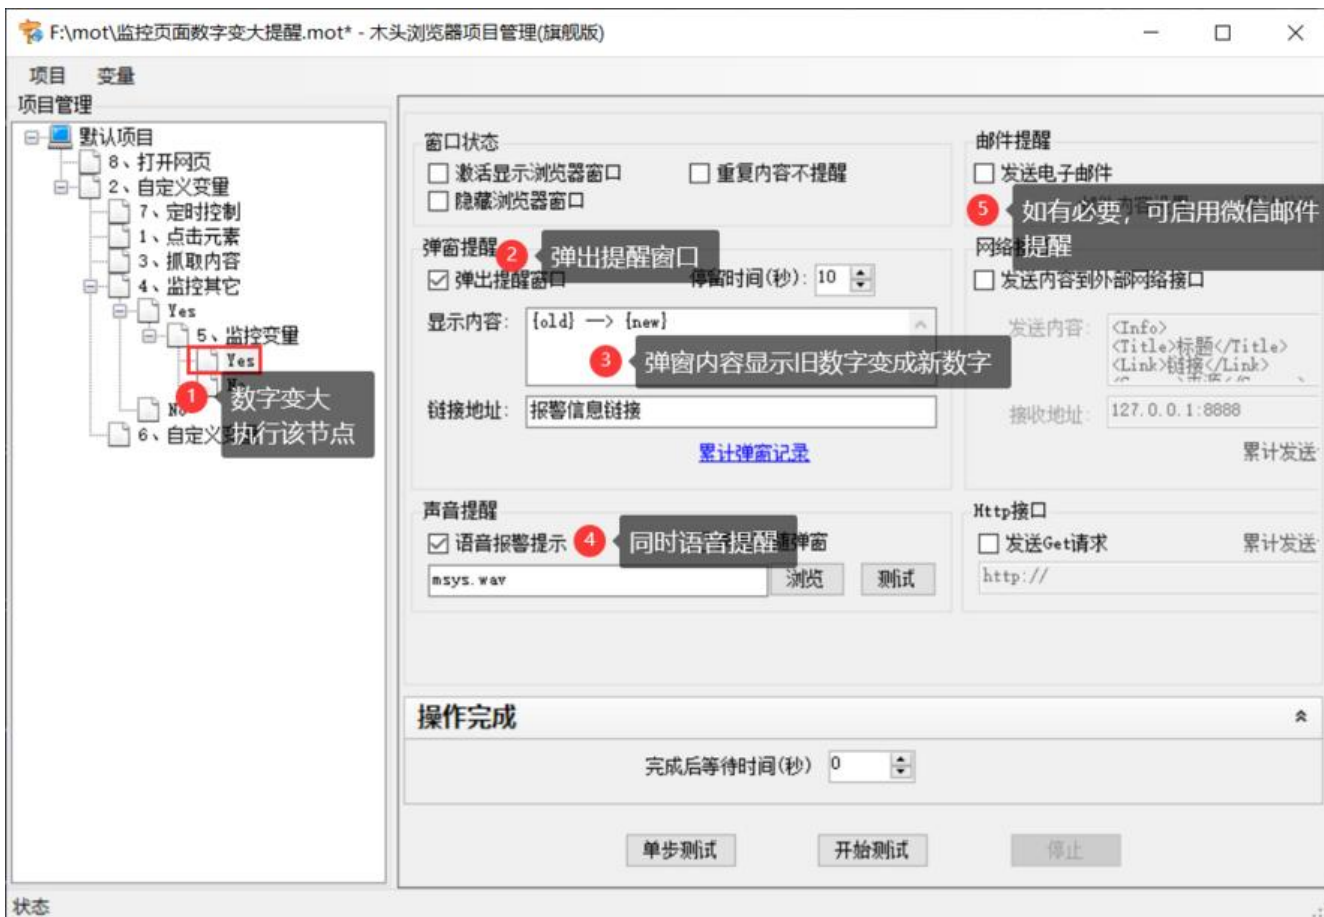 F:\mot\监控页面数字变大提醒.mot* - 木头浏览器项目管理(旗舰版)
项目 变量
项目管理
默认项目
8、打开网页
2、自定义变量
7、定时控制
1、点击元素
3、抓取内容
4、监控其它
Yes
5、监控变量
Yes
No
No
6、自定义
1 数字变大
执行该节点
窗口状态
激活显示浏览器窗口 重复内容不提醒
隐藏浏览器窗口
弹窗提醒
2 弹出提醒窗口
弹出提醒窗口 停留时间(秒): 10
显示内容: {old} —> {new}
3 弹窗内容显示旧数字变成新数字
链接地址: 报警信息链接
累计弹窗记录
声音提醒
语音报警提示 4 同时语音提醒 弹窗
msys.wav 浏览 测试
邮件提醒
发送电子邮件
5 如有必要，可启用微信邮件
提醒
网络接
发送内容到外部网络接口
发送内容: <Info>
<Title>标题</Title>
<Link>链接</Link>
接收地址: 127.0.0.1:8888
累计发送
Http接口
发送Get请求 累计发送
http://
操作完成
完成后等待时间(秒) 0
单步测试 开始测试 停止
状态